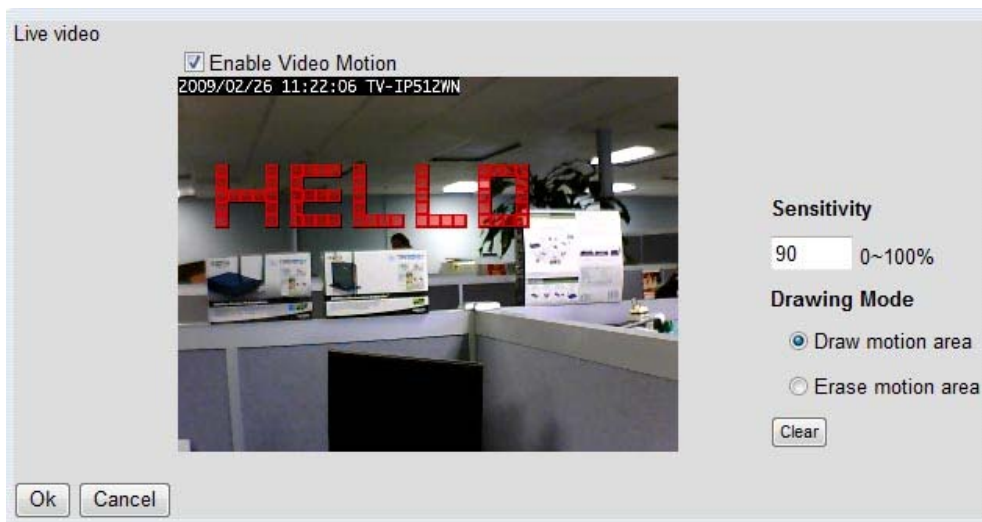 Live video
Enable Video Motion
2009/02/26 11:22:06 TV-IP512WN
HELLO
Sensitivity
90 0~100%
Drawing Mode
Draw motion area
Erase motion area
Clear
Ok Cancel